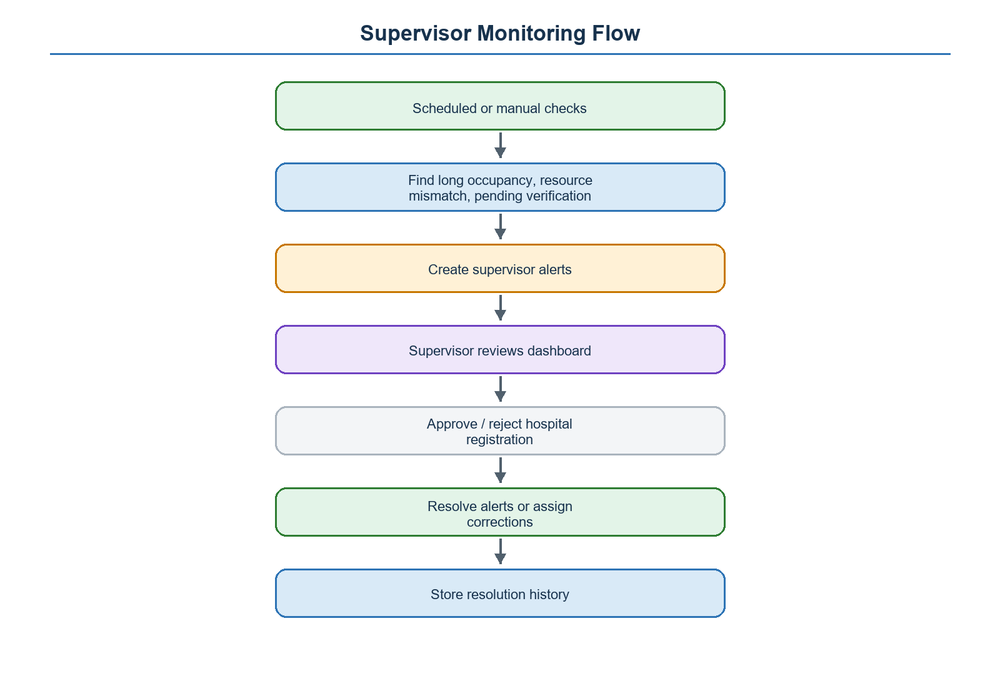 Supervisor Monitoring Flow
Scheduled or manual checks
Find long occupancy, resource
mismatch, pending verification
Create supervisor alerts
Supervisor reviews dashboard
Approve / reject hospital
registration
Resolve alerts or assign
corrections
Store resolution history